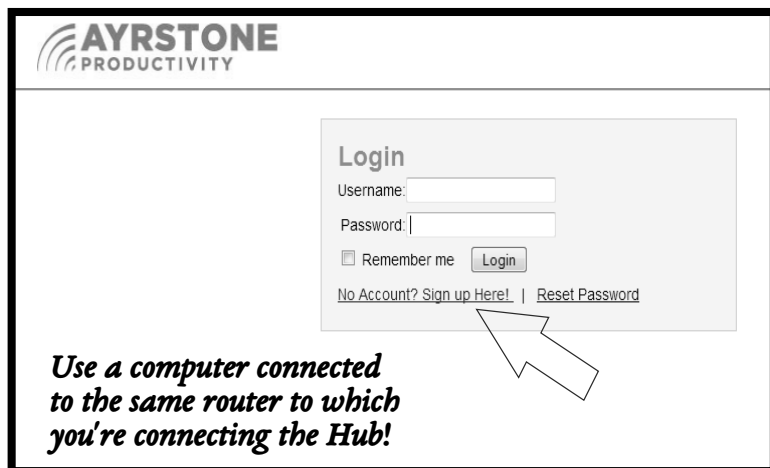 AYRSTONE
PRODUCTIVITY
Login
Username:
Password:
Remember me Login
No Account? Sign up Here! | Reset Password
Use a computer connected
to the same router to which
you're connecting the Hub!